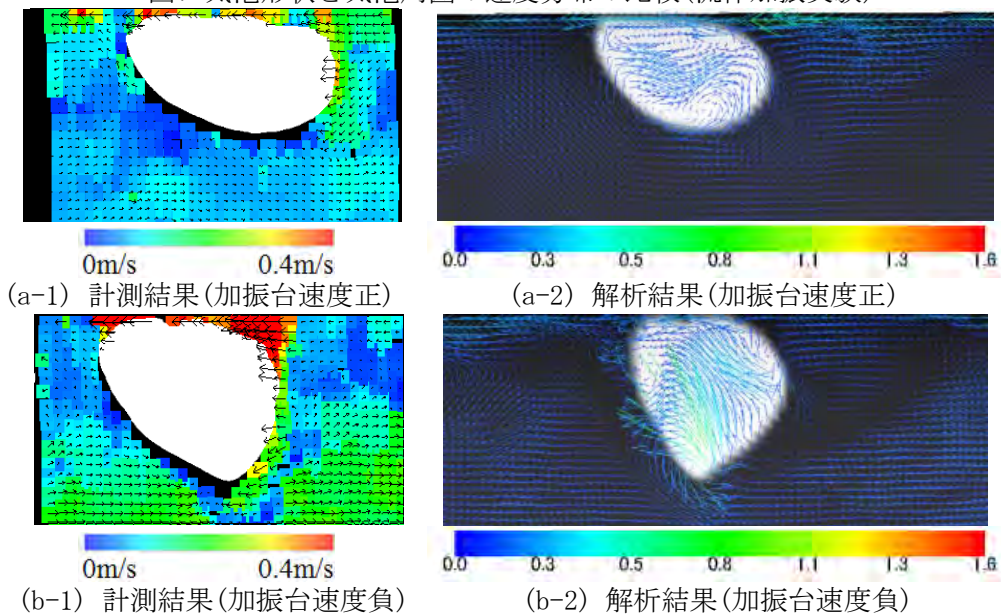 0m/s 0.4m/s
0.0 0.3 0.5 0.8 1.1 1.3 1.6
(a-1) 計測結果(加振台速度正)
(a-2) 解析結果(加振台速度正)
0m/s 0.4m/s
0.0 0.3 0.5 0.8 1.1 1.3 1.6
(b-1) 計測結果(加振台速度負)
(b-2) 解析結果(加振台速度負)